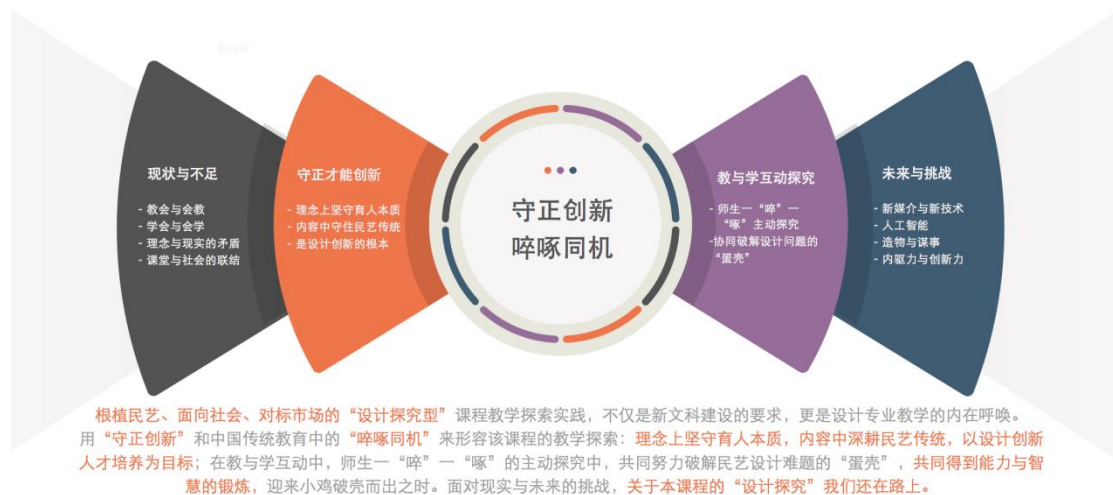 Royal
现状与不足
- 教会与会教
- 学会与会学
- 理念与现实的矛盾
- 课堂与社会的联结
守正才能创新
- 理念上坚守育人本质
- 内容中守住民艺传统
- 是设计创新的根本
守正创新
啐啄同机
教与学互动探究
- 师生一“啐”一
“啄”主动探究
-协同破解设计问题的
“蛋壳”
未来与挑战
- 新媒介与新技术
- 人工智能
- 造物与谋事
- 内驱力与创新力
根植民艺、面向社会、对标市场的“设计探究型”课程教学探索实践，不仅是新文科建设的要求，更是设计专业教学的内在呼唤。
用“守正创新”和中国传统教育中的“啐啄同机”来形容该课程的教学探索：理念上坚守育人本质，内容中深耕民艺传统，以设计创新
人才培养为目标；在教与学互动中，师生一“啐”一“啄”的主动探究中，共同努力破解民艺设计难题的“蛋壳”，共同得到能力与智
慧的锻炼，迎来小鸡破壳而出之时。面对现实与未来的挑战，关于本课程的“设计探究”我们还在路上。